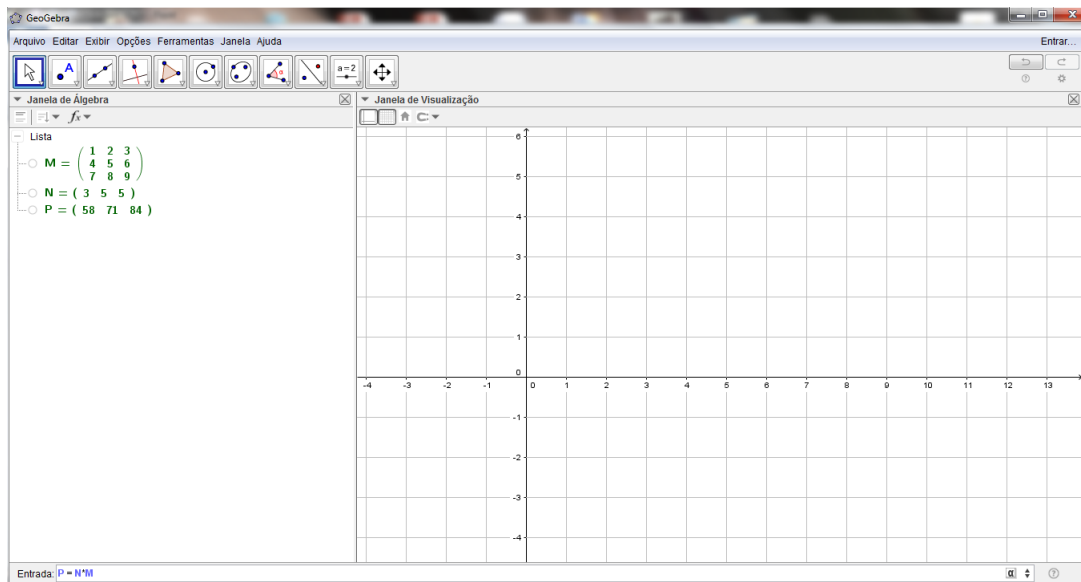 GeoGebra
Arquivo Editar Exibir Opções Ferramentas Janela Ajuda Entrar...
A a=2
Janela de Álgebra
Janela de Visualização
fx
Lista
M = ( 1 2 3
4 5 6
7 8 9 )
N = ( 3 5 5 )
P = ( 58 71 84 )
6
5
4
3
2
1
0
-4 -3 -2 -1 0 1 2 3 4 5 6 7 8 9 10 11 12 13
-1
-2
-3
-4
Entrada: P = N*M α